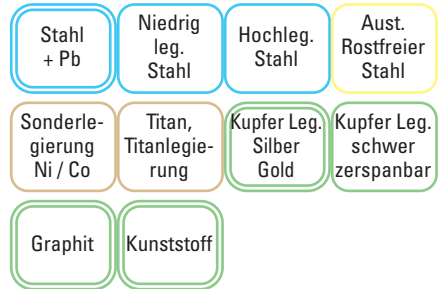 Stahl
+ Pb
Niedrig
leg.
Stahl
Hochleg.
Stahl
Aust.
Rostfreier
Stahl
Sonderle-
gierung
Ni / Co
Titan,
Titanlegie-
rung
Kupfer Leg.
Silber
Gold
Kupfer Leg.
schwer
zerspanbar
Graphit
Kunststoff